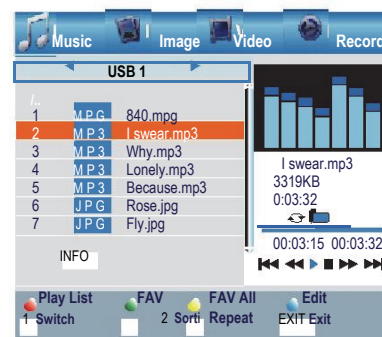 Music Image Video Record
USB 1
/..
1 MPG 840.mpg
2 MP3 I swear.mp3
3 MP3 Why.mp3
4 MP3 Lonely.mp3
5 MP3 Because.mp3
6 JPG Rose.jpg
7 JPG Fly.jpg
I swear.mp3
3319KB
0:03:32
00:03:15 00:03:32
INFO
Play List FAV FAV All Edit
1 Switch 2 Sorti Repeat EXIT Exit